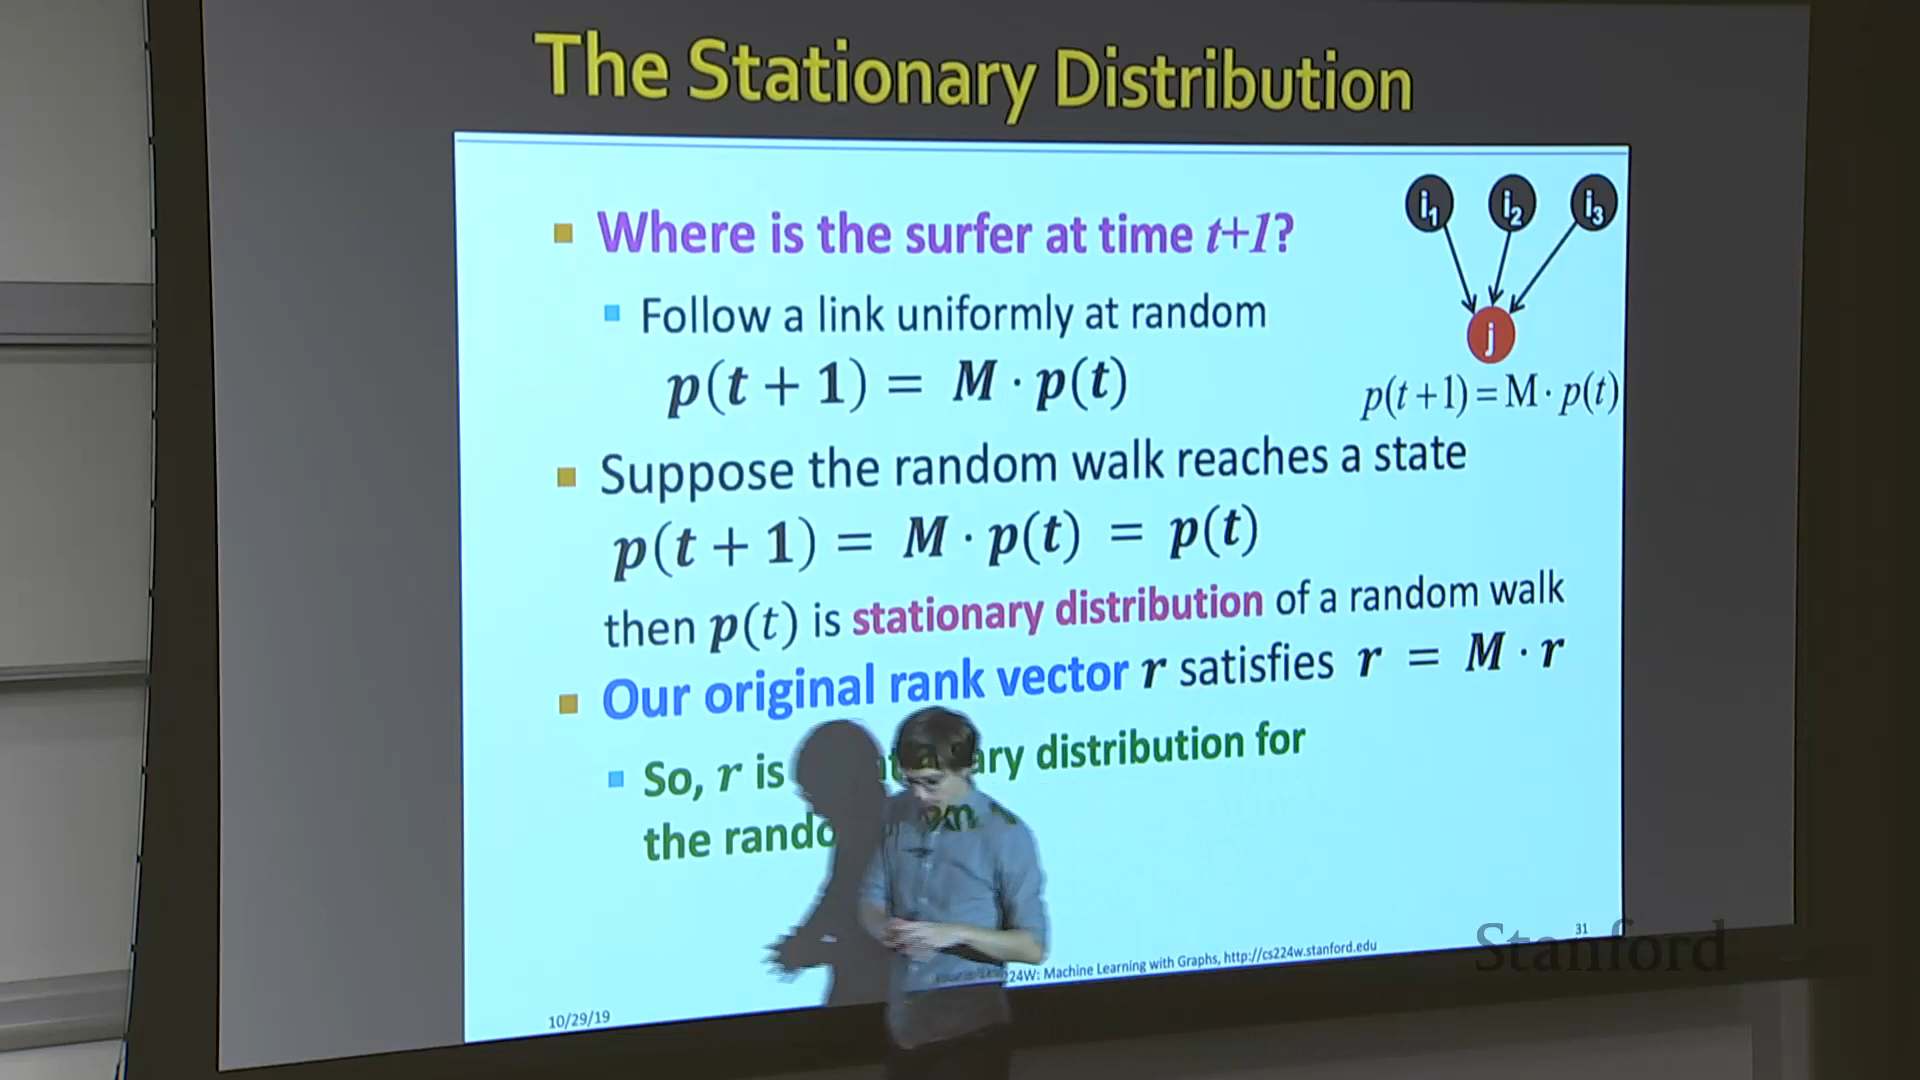 The Stationary Distribution
Where is the surfer at time t+1?
Follow a link uniformly at random
p(t + 1) = M · p(t)
i1 i2 i3
j
p(t+1) = M · p(t)
Suppose the random walk reaches a state
p(t + 1) = M · p(t) = p(t)
then p(t) is stationary distribution of a random walk
Our original rank vector r satisfies r = M · r
So, r is distribution for
the
24W: Machine Learning with Graphs, http://cs224w.stanford.edu
31
10/29/19
Stanford